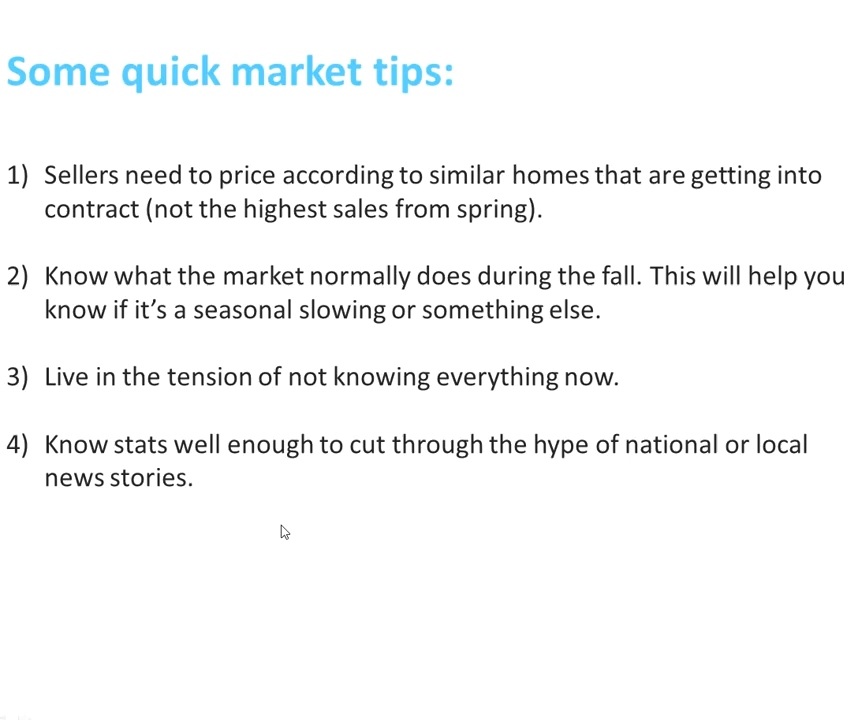 Some quick market tips:
1) Sellers need to price according to similar homes that are getting into
contract (not the highest sales from spring).
2) Know what the market normally does during the fall. This will help you
know if it’s a seasonal slowing or something else.
3) Live in the tension of not knowing everything now.
4) Know stats well enough to cut through the hype of national or local
news stories.